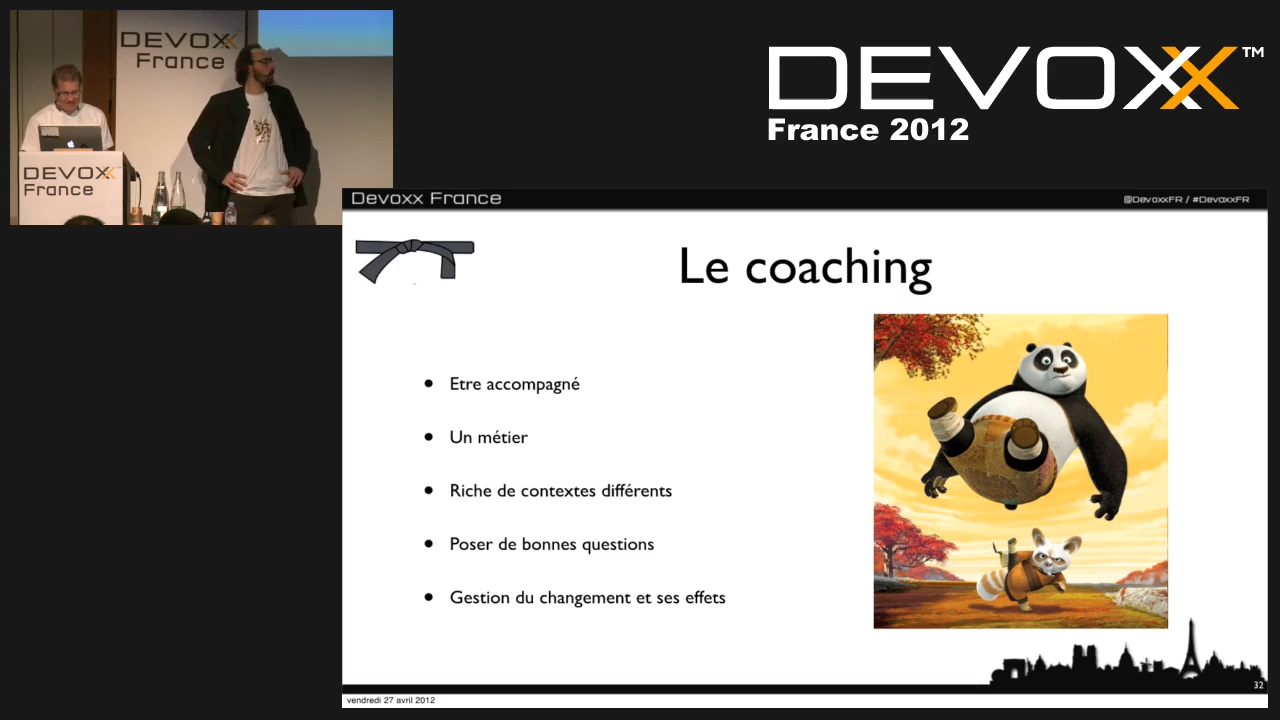 DEVOXX
France
DEVOXX
France
DEVOXX™
France 2012
Devoxx France
@DevoxxFR / #DevoxxFR
Le coaching
• Etre accompagné
• Un métier
• Riche de contextes différents
• Poser de bonnes questions
• Gestion du changement et ses effets
32
vendredi 27 avril 2012